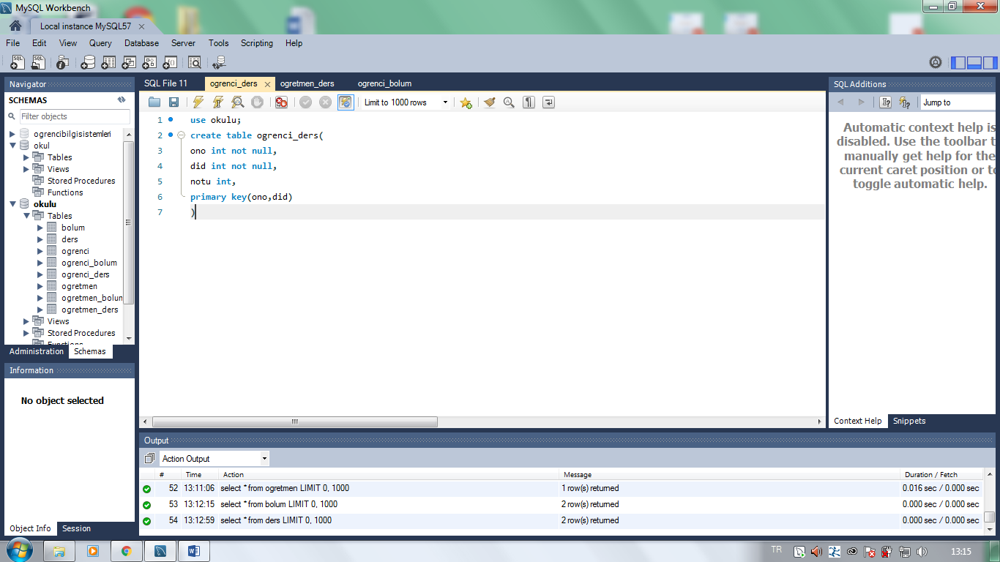 MySQL Workbench
Local instance MySQL57
File Edit View Query Database Server Tools Scripting Help
Navigator
SCHEMAS
Filter objects
ogrencibilgisistemleri
okul
Tables
Views
Stored Procedures
Functions
okulu
Tables
bolum
ders
ogrenci
ogrenci_bolum
ogrenci_ders
ogretmen
ogretmen_bolun
ogretmen_ders
Views
Stored Procedures
Functions
Administration Schemas
Information
No object selected
Object Info Session
SQL File 11 ogrenci_ders ogretmen_ders ogrenci_bolum
Limit to 1000 rows
1 use okulu;
2 create table ogrenci_ders(
3 ono int not null,
4 did int not null,
5 notu int,
6 primary key(ono,did)
7 )
SQL Additions
Jump to
Automatic context help is
disabled. Use the toolbar t
manually get help for the
current caret position or to
toggle automatic help.
Context Help Snippets
Output
Action Output
# Time Action Message Duration / Fetch
52 13:11:06 select * from ogretmen LIMIT 0, 1000 1 row(s) returned 0.016 sec / 0.000 sec
53 13:12:15 select * from bolum LIMIT 0, 1000 2 row(s) returned 0.000 sec / 0.000 sec
54 13:12:59 select * from ders LIMIT 0, 1000 2 row(s) returned 0.000 sec / 0.000 sec
TR 13:15